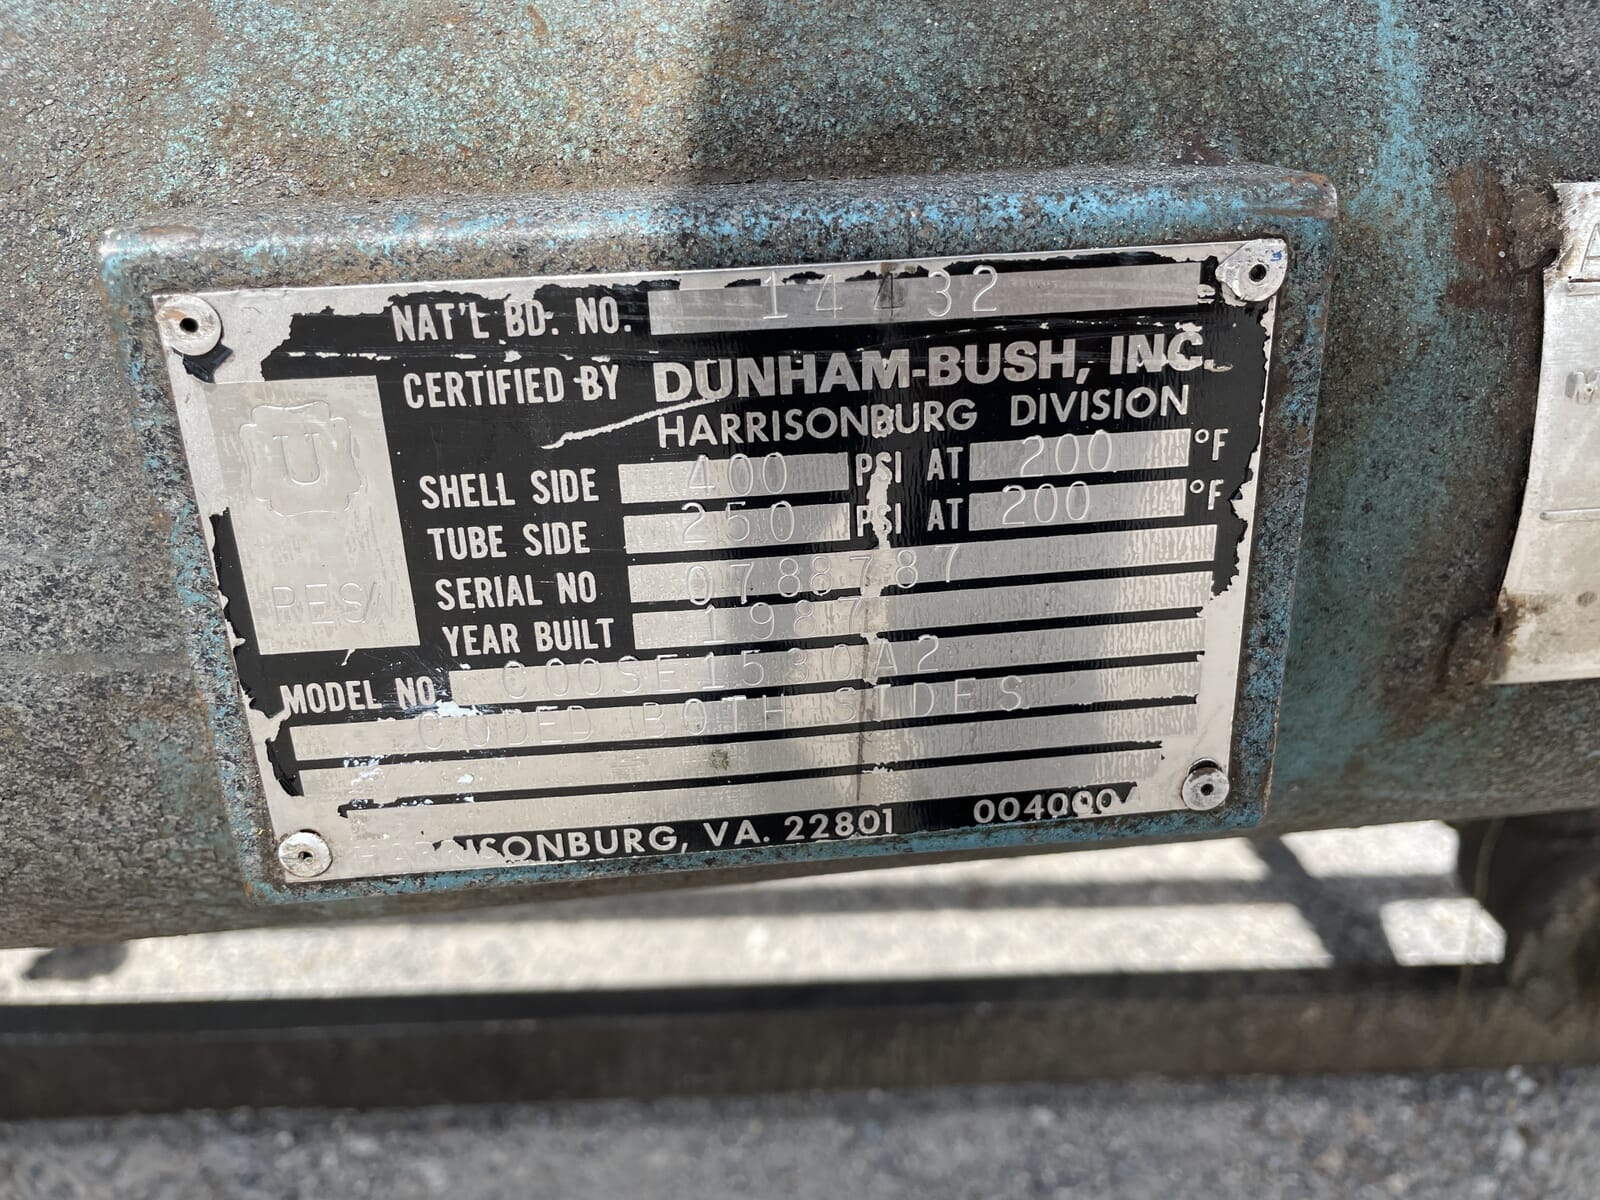 NAT'L BD. NO. 14432
CERTIFIED BY DUNHAM-BUSH, INC.
HARRISONBURG DIVISION
U
SHELL SIDE 400 PSI AT 200 °F
TUBE SIDE 250 PSI AT 200 °F
SERIAL NO 0788787
RES/
YEAR BUILT 1987
MODEL NO. COOSE1530A2
CODED BOTH SIDES
HARRISONBURG, VA. 22801 004000